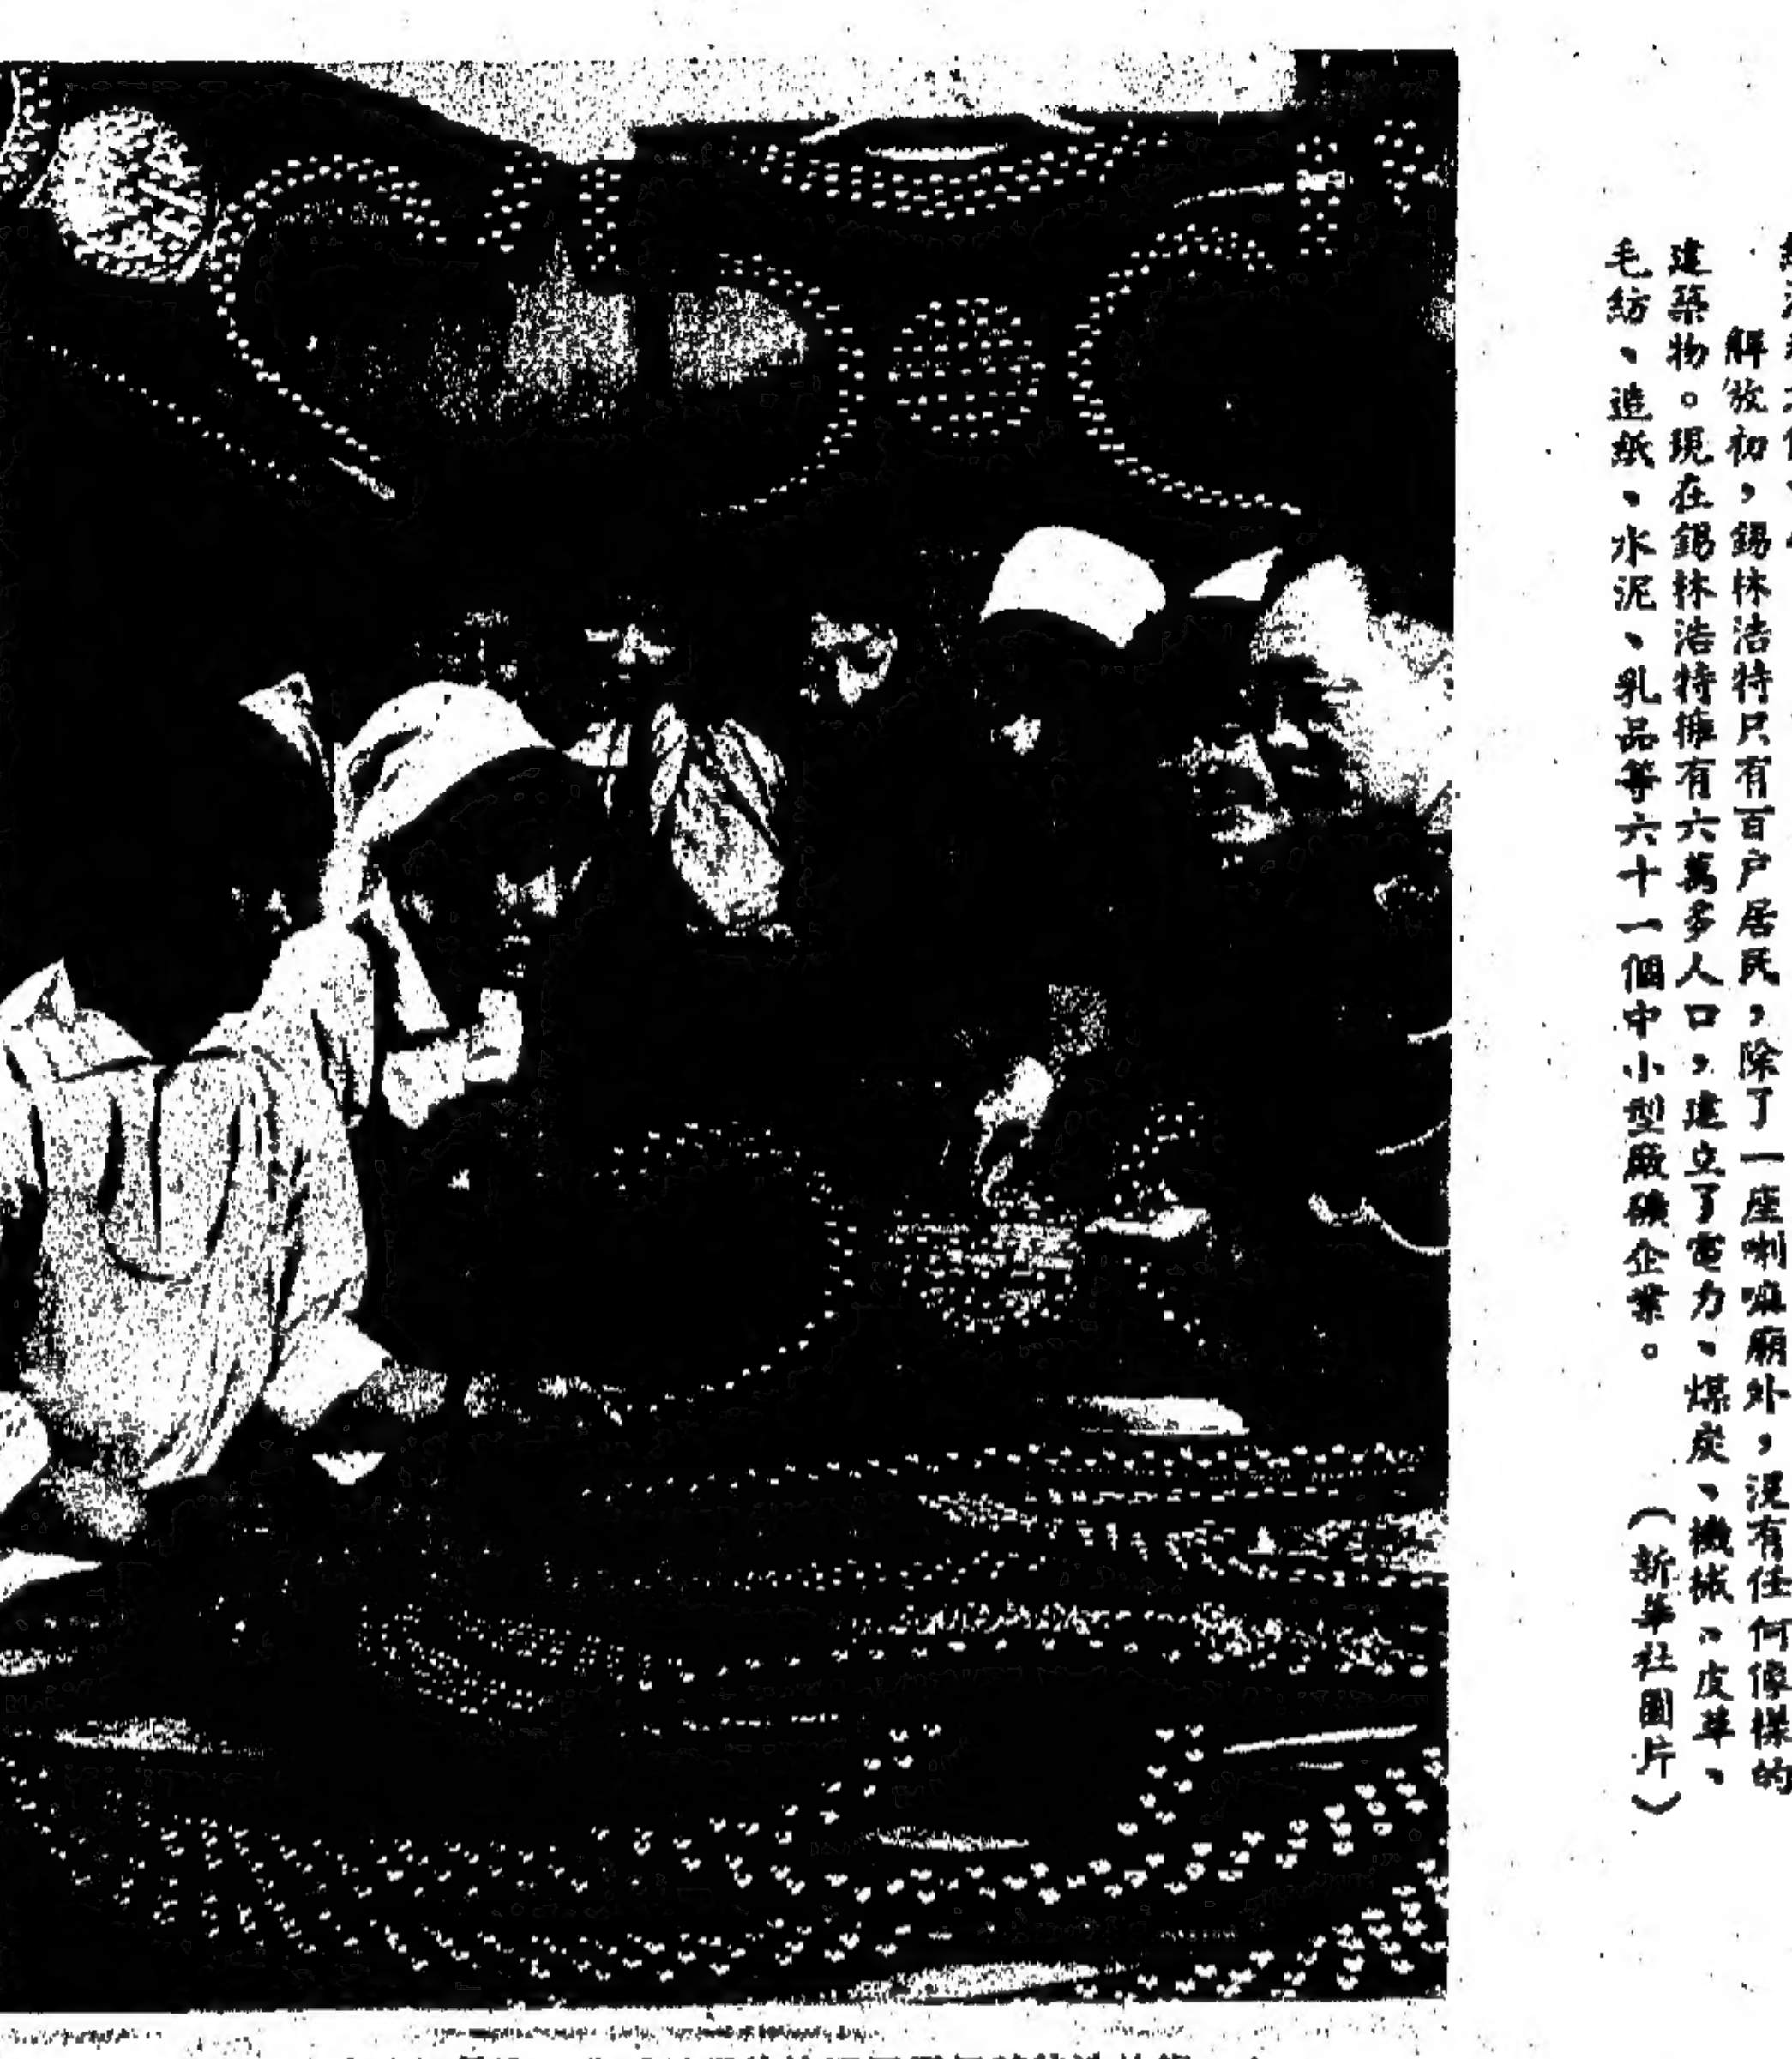 解放初，錫林浩特只有百户居民，除了一座喇嘛廟外，沒有任何像樣的
建築物。現在錫林浩特擁有六萬多人口，建立了電力、煤炭、機械、皮革、
毛紡、造紙、水泥、乳品等六十一個中小型廠礦企業。
（新華社圖片）